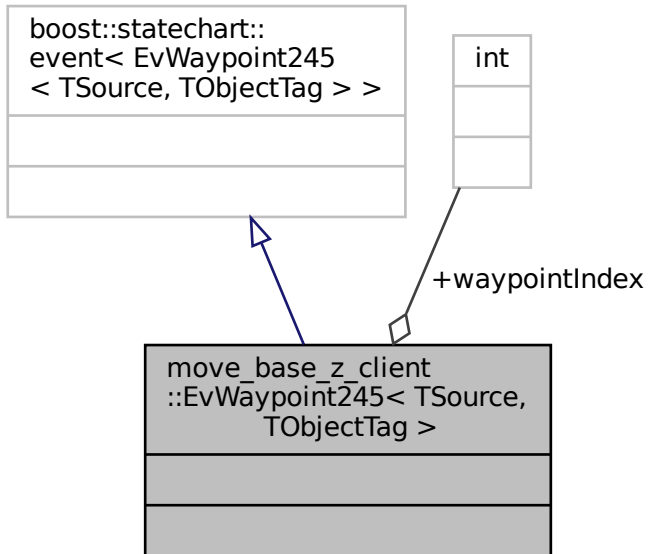 boost::statechart::
event< EvWaypoint245
< TSource, TObjectTag > >
int
+waypointIndex
move_base_z_client
::EvWaypoint245< TSource,
TObjectTag >